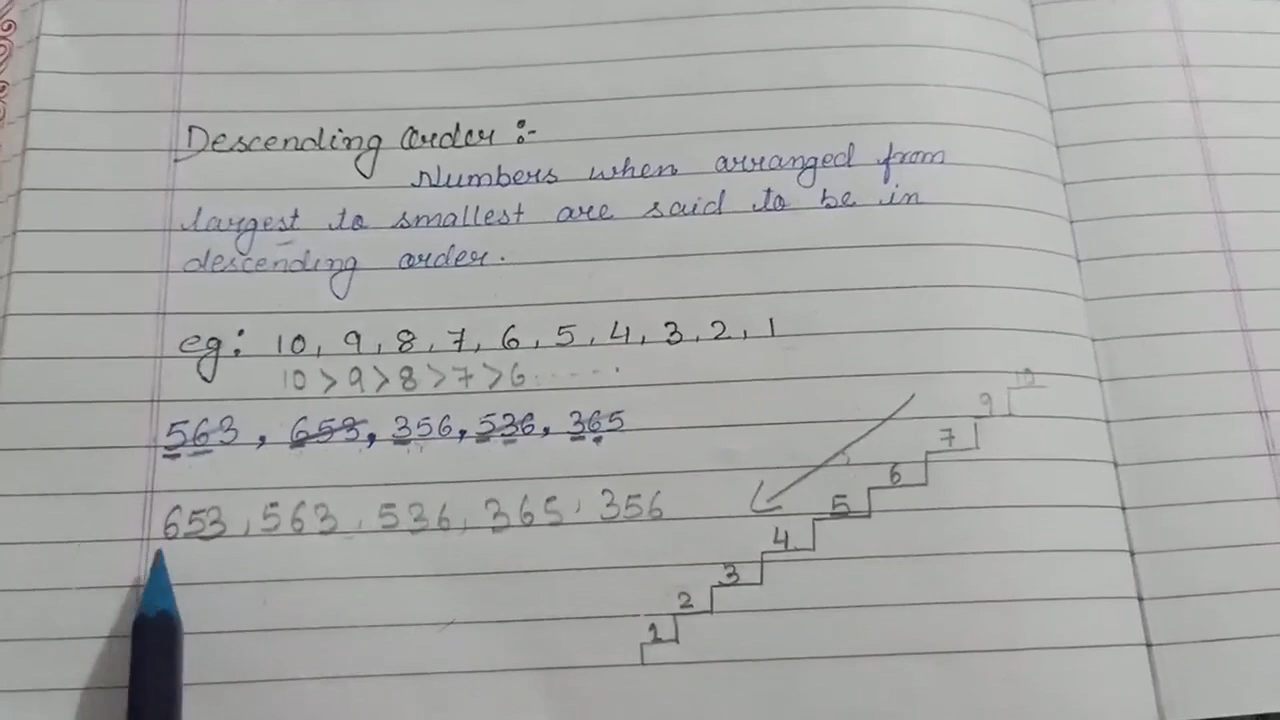 Descending Order :-
Numbers when arranged from
largest to smallest are said to be in
descending order.
eg: 10, 9, 8, 7, 6, 5, 4, 3, 2, 1
10 > 9 > 8 > 7 > 6 ......
563, 653, 356, 536, 365
653, 563, 536, 365, 356
10
9
7
6
5
4
3
2
1